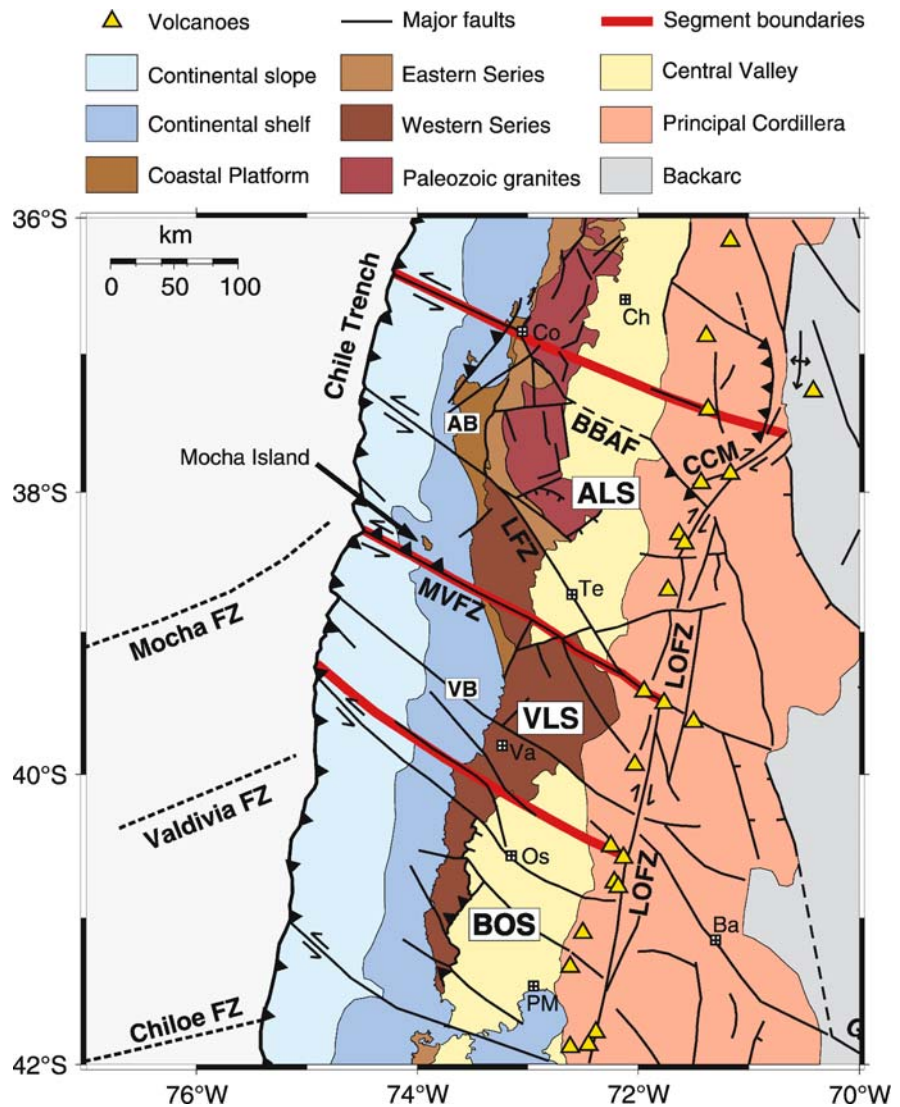 Volcanoes
Major faults
Segment boundaries
Continental slope
Eastern Series
Central Valley
Continental shelf
Western Series
Principal Cordillera
Coastal Platform
Paleozoic granites
Backarc
36°S
km
0 50 100
Chile Trench
Co
Ch
AB
BBAF
CCM
Mocha Island
ALS
38°S
LFZ
MVFZ
Te
Mocha FZ
LOFZ
VB
VLS
Va
40°S
Valdivia FZ
Os
LOFZ
BOS
Ba
PM
Chiloe FZ
G
42°S
76°W
74°W
72°W
70°W